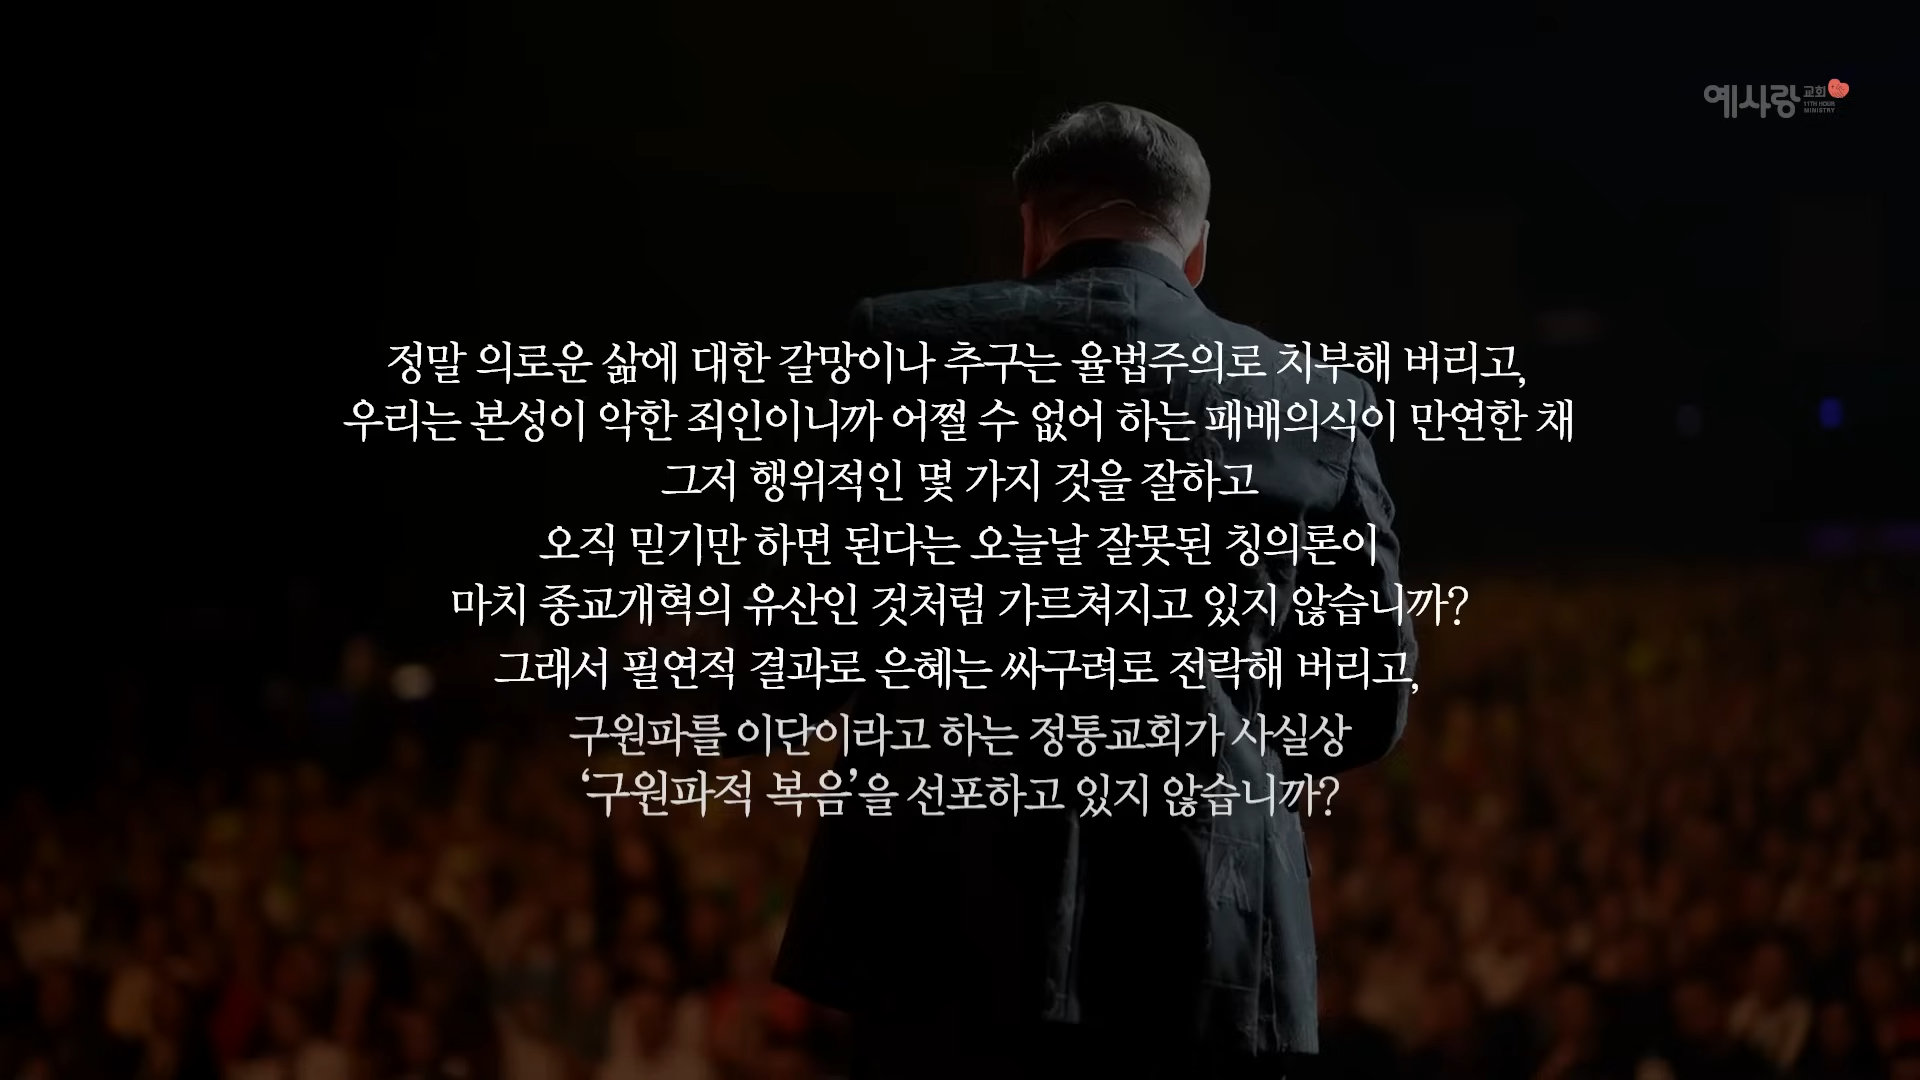 예사랑교회
11TH HOUR
MINISTRY
정말 의로운 삶에 대한 갈망이나 추구는 율법주의로 치부해 버리고,
우리는 본성이 악한 죄인이니까 어쩔 수 없어 하는 패배의식이 만연한 채
그저 행위적인 몇 가지 것을 잘하고
오직 믿기만 하면 된다는 오늘날 잘못된 칭의론이
마치 종교개혁의 유산인 것처럼 가르쳐지고 있지 않습니까?
그래서 필연적 결과로 은혜는 싸구려로 전락해 버리고,
구원파를 이단이라고 하는 정통교회가 사실상
‘구원파적 복음’을 선포하고 있지 않습니까?